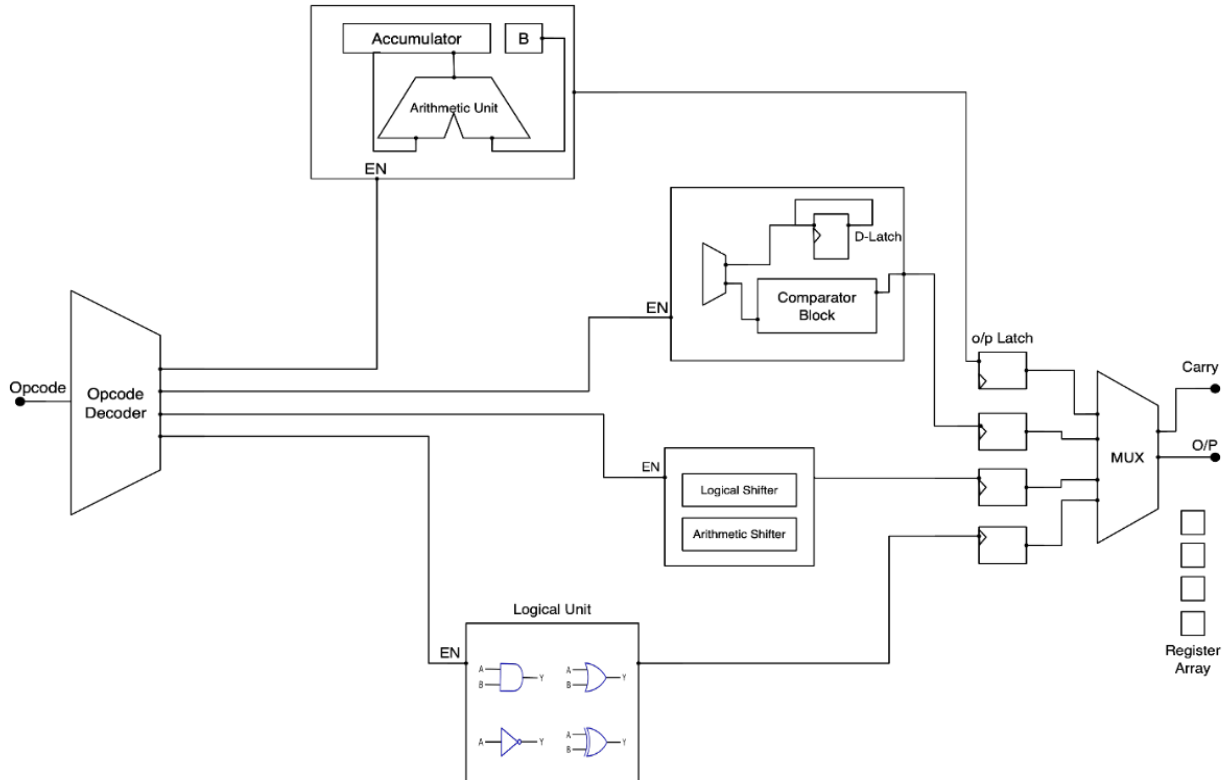 Accumulator
B
Arithmetic Unit
EN
D-Latch
Comparator
Block
EN
o/p Latch
Carry
Opcode
Opcode
Decoder
O/P
MUX
EN
Logical Shifter
Arithmetic Shifter
Logical Unit
EN
A
B
Y
A
B
Y
A
Y
A
B
Y
Register
Array